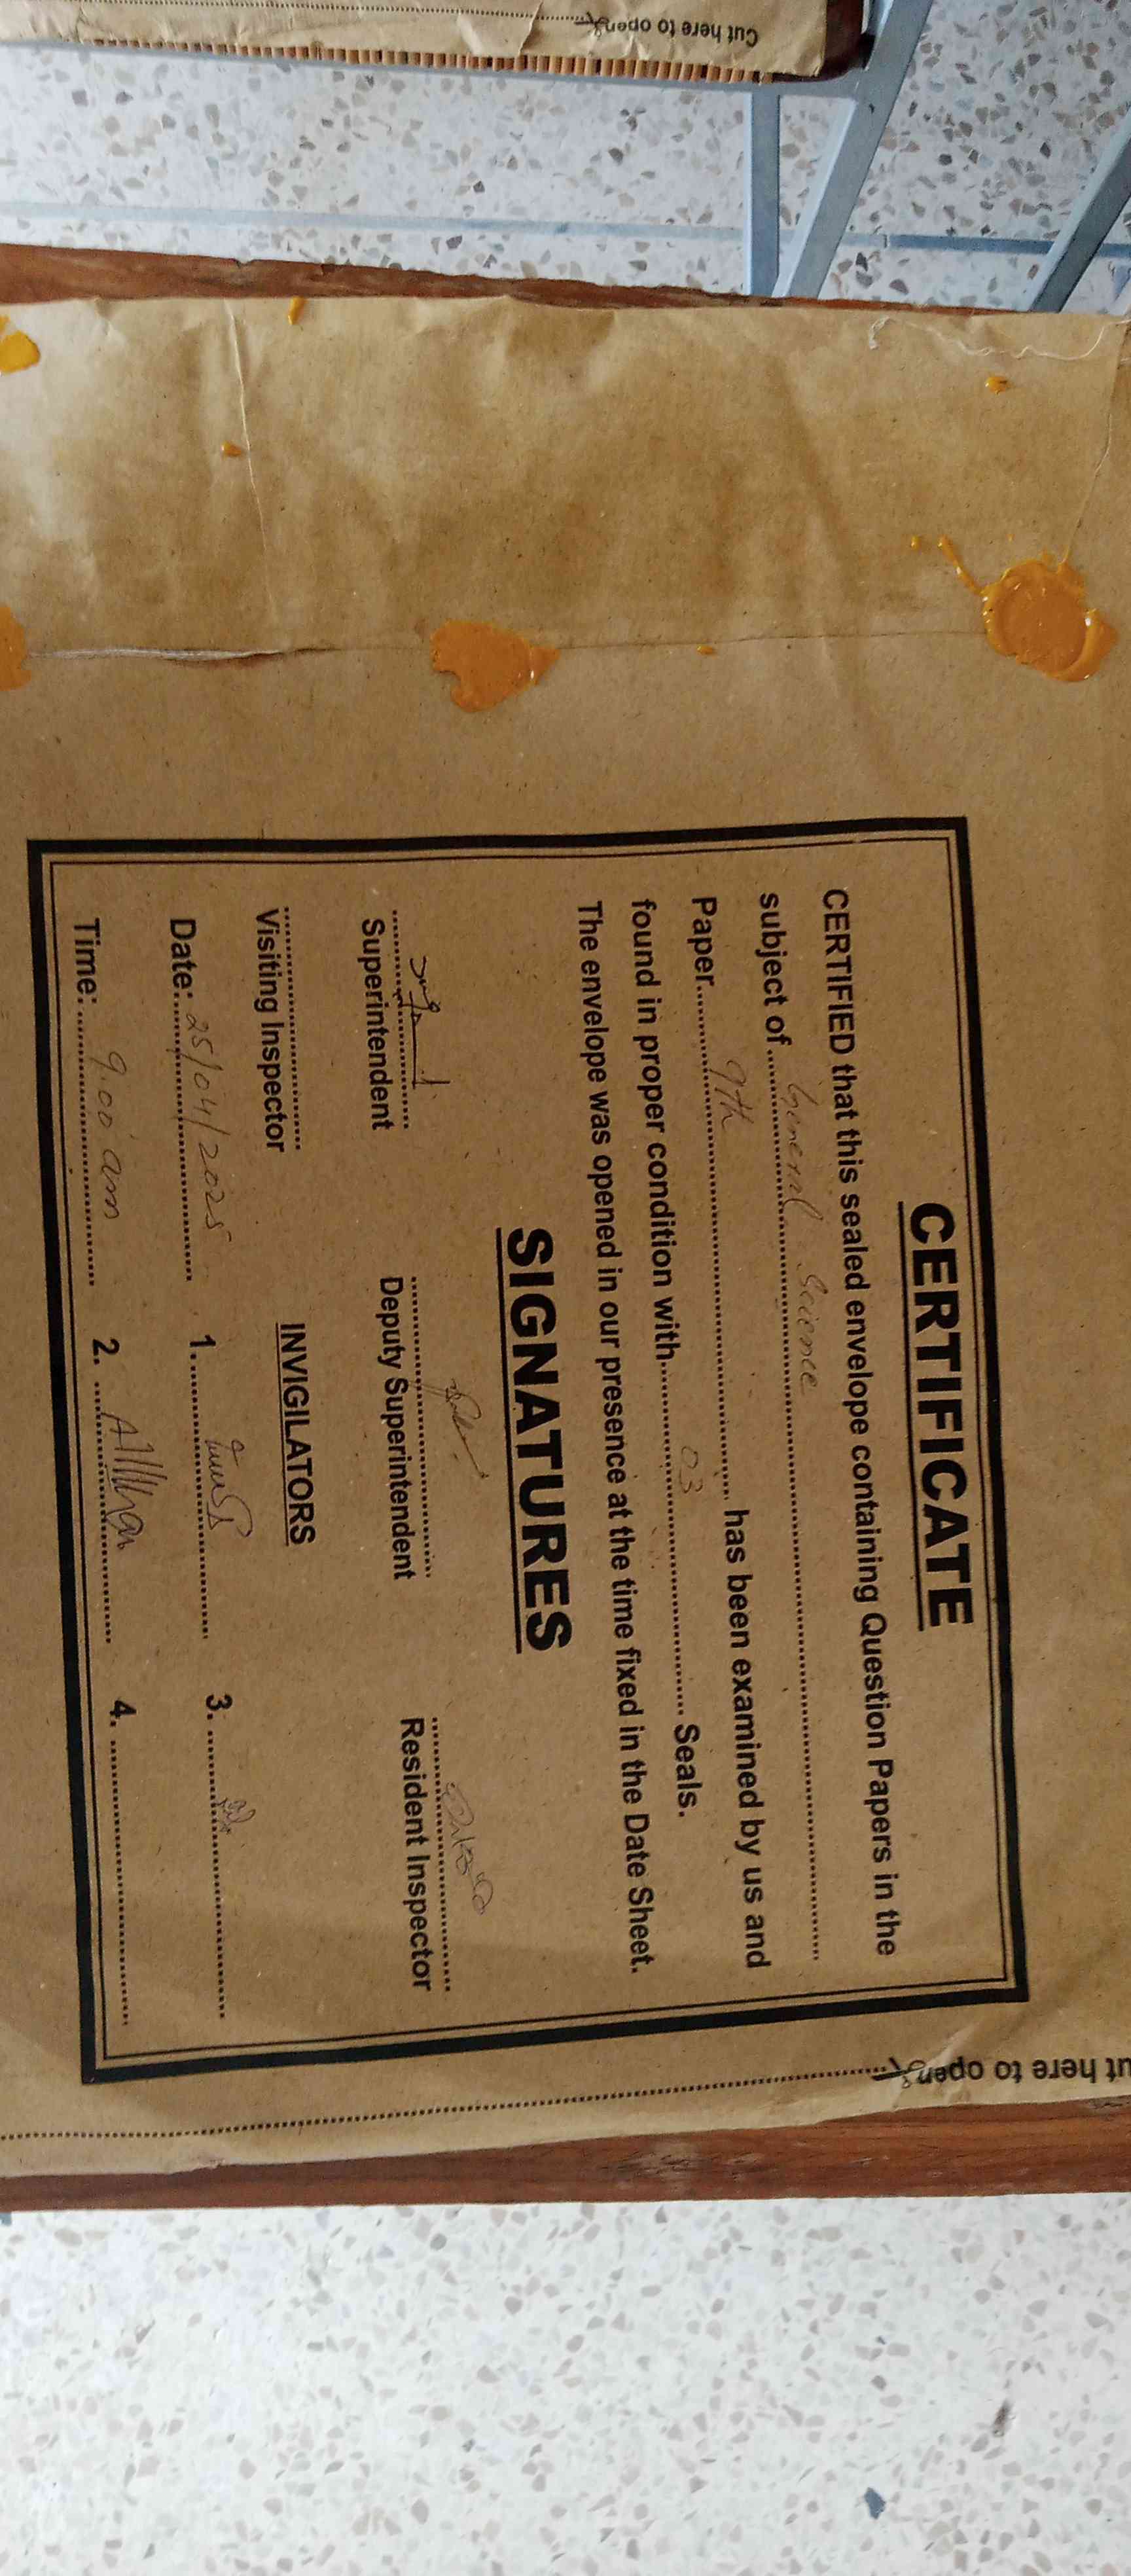 Cut here to open
CERTIFICATE
CERTIFIED that this sealed envelope containing Question Papers in the
subject of General Science
Paper 9th has been examined by us and
found in proper condition with 03 Seals.
The envelope was opened in our presence at the time fixed in the Date Sheet.
SIGNATURES
Superintendent Deputy Superintendent Resident Inspector
Visiting Inspector INVIGILATORS
Date: 25/04/2025 1. 3.
Time: 9.00 am 2. 4.
ut here to open